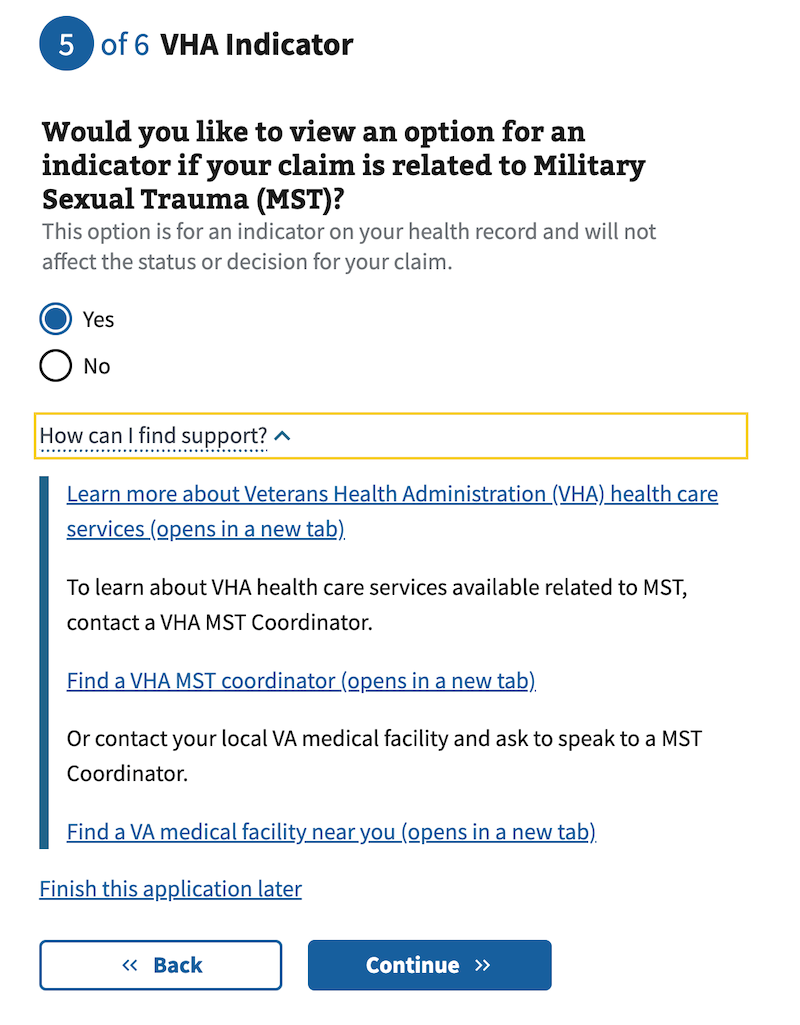 5 of 6 VHA Indicator
Would you like to view an option for an
indicator if your claim is related to Military
Sexual Trauma (MST)?
This option is for an indicator on your health record and will not
affect the status or decision for your claim.
Yes
No
How can I find support?
Learn more about Veterans Health Administration (VHA) health care
services (opens in a new tab)
To learn about VHA health care services available related to MST,
contact a VHA MST Coordinator.
Find a VHA MST coordinator (opens in a new tab)
Or contact your local VA medical facility and ask to speak to a MST
Coordinator.
Find a VA medical facility near you (opens in a new tab)
Finish this application later
« Back
Continue »